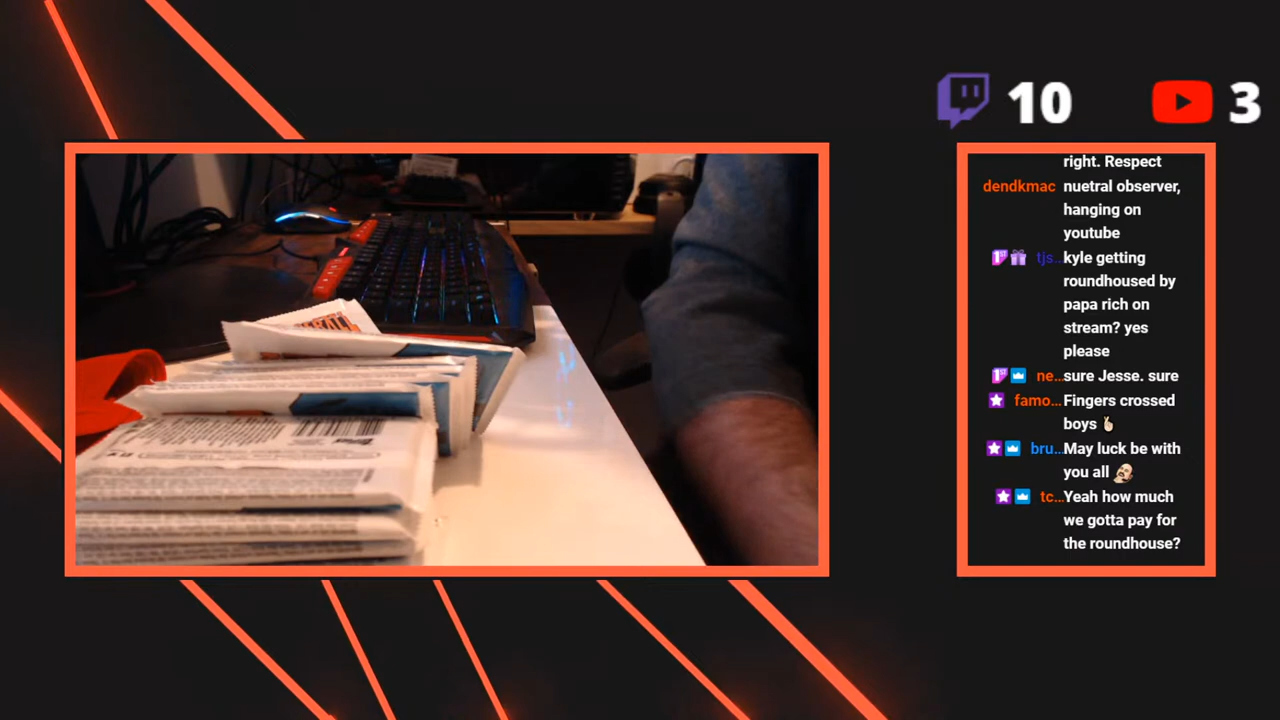 10
3
right. Respect
dendkmac nuetral observer,
hanging on
youtube
tjs... kyle getting
roundhoused by
papa rich on
stream? yes
please
ne... sure Jesse. sure
famo... Fingers crossed
boys
bru... May luck be with
you all
tc... Yeah how much
we gotta pay for
the roundhouse?